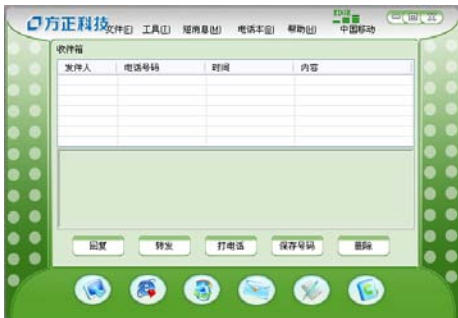 方正科技 文件(F) 工具(T) 短消息(M) 电话本(B) 帮助(H) EDGE 中国移动
收件箱
发件人 电话号码 时间 内容
回复 转发 打电话 保存号码 删除